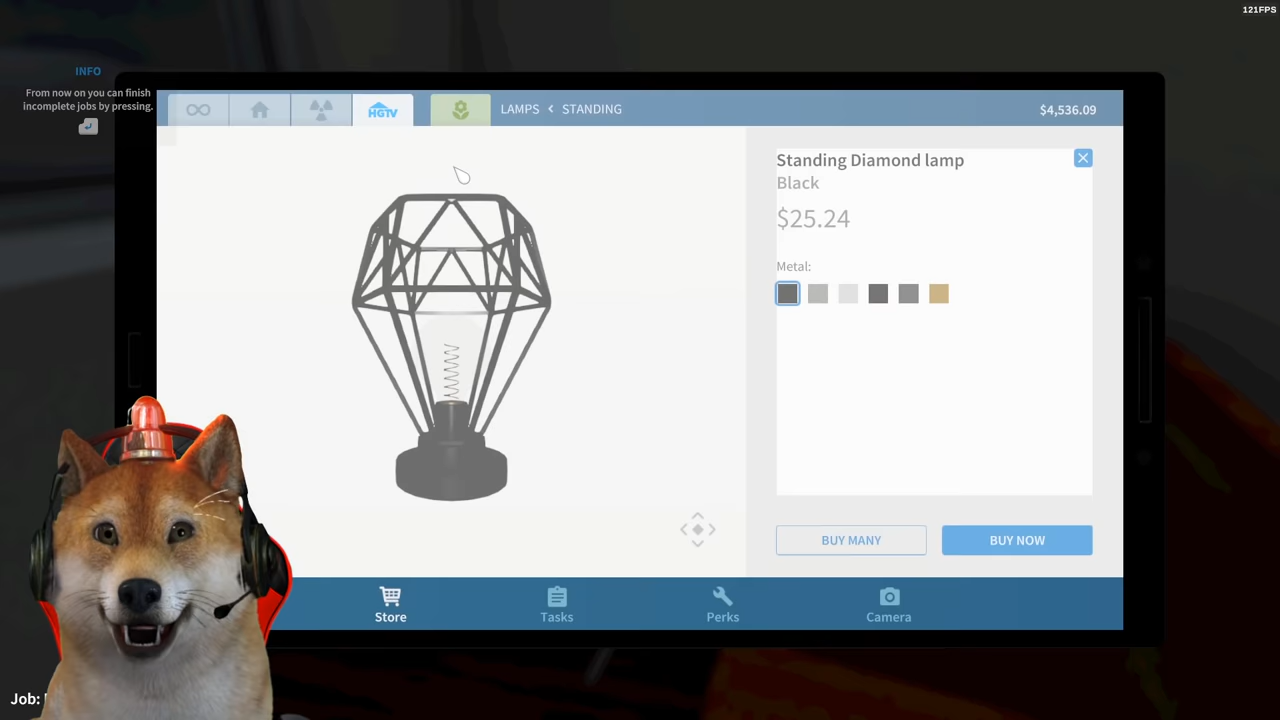 121FPS
INFO
From now on you can finish
incomplete jobs by pressing.
HGTV
LAMPS < STANDING
$4,536.09
Standing Diamond lamp
Black
$25.24
Metal:
BUY MANY
BUY NOW
Store
Tasks
Perks
Camera
Job: